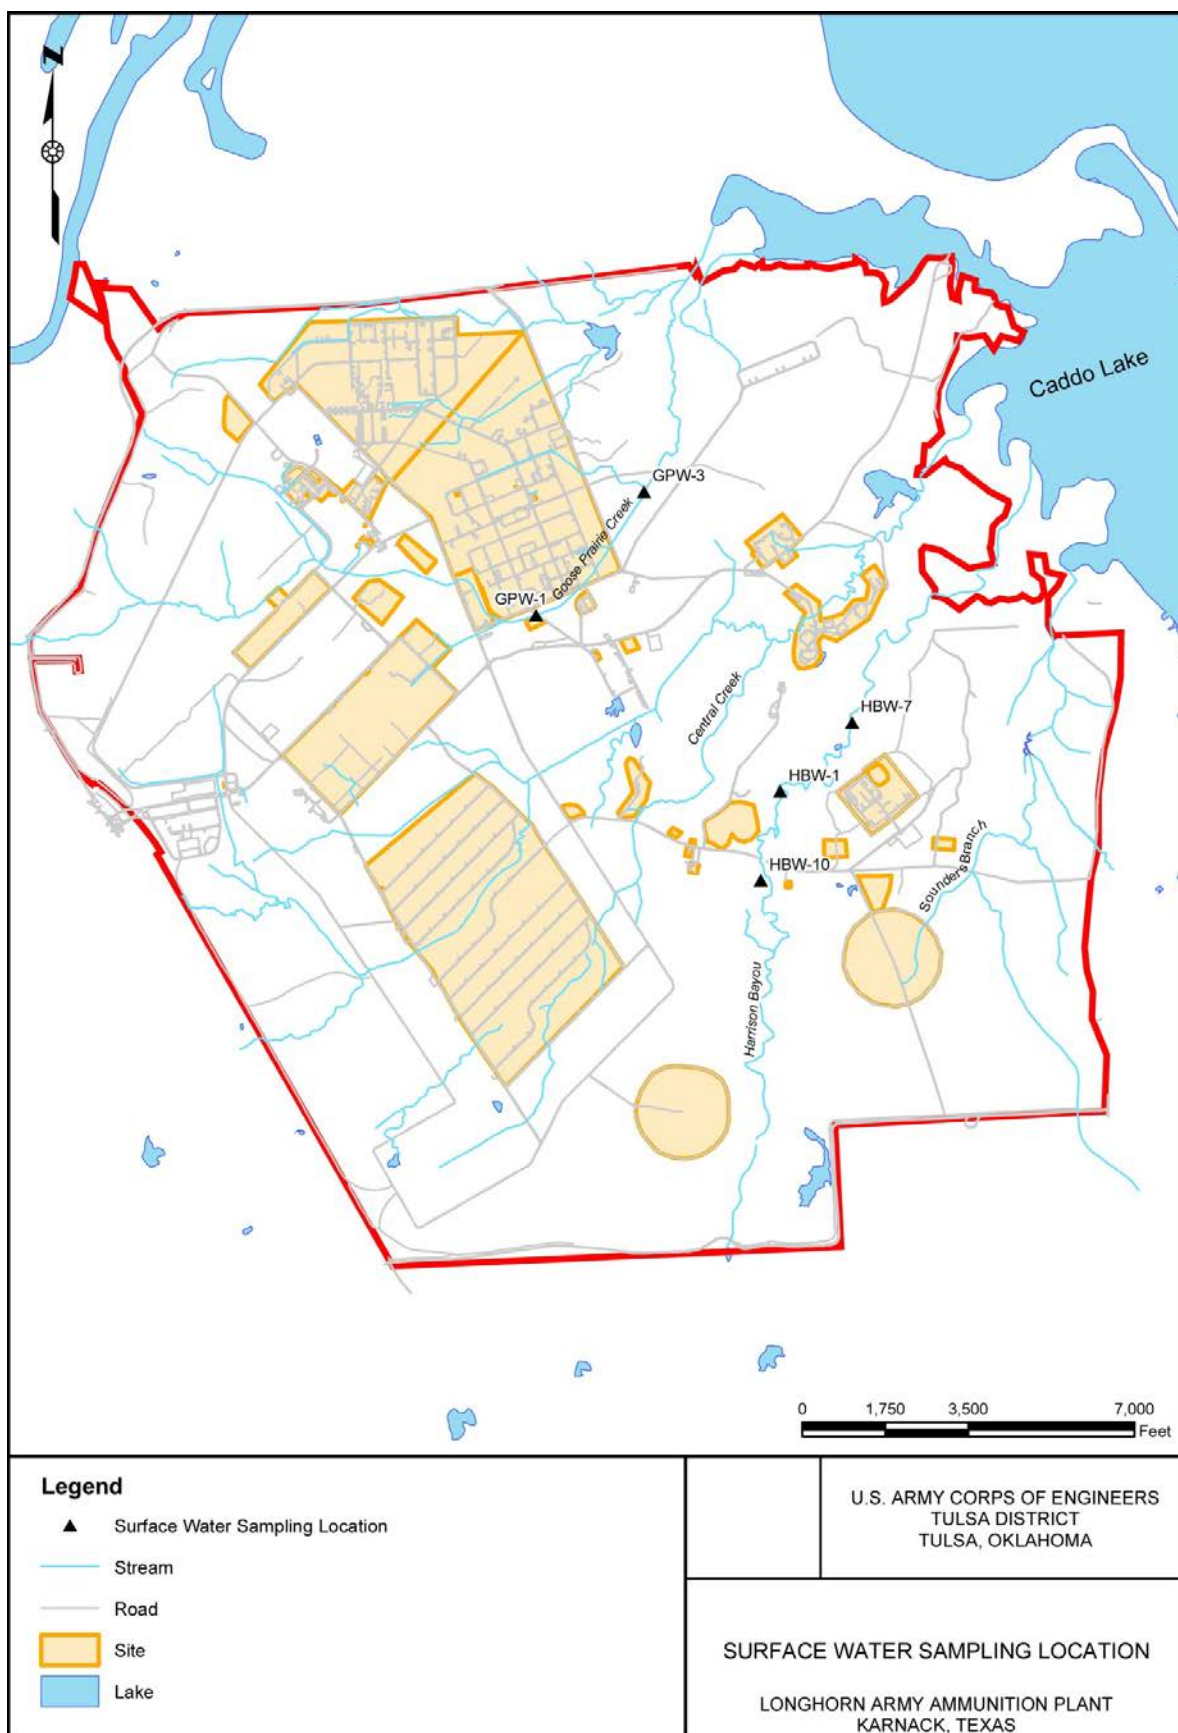 N
Caddo Lake
GPW-3
Goose Prairie Creek
GPW-1
Central Creek
HBW-7
HBW-1
HBW-10
Saunders Branch
Harrison Bayou
0 1,750 3,500 7,000
Feet
Legend
Surface Water Sampling Location
Stream
Road
Site
Lake
U.S. ARMY CORPS OF ENGINEERS
TULSA DISTRICT
TULSA, OKLAHOMA
SURFACE WATER SAMPLING LOCATION
LONGHORN ARMY AMMUNITION PLANT
KARNACK, TEXAS